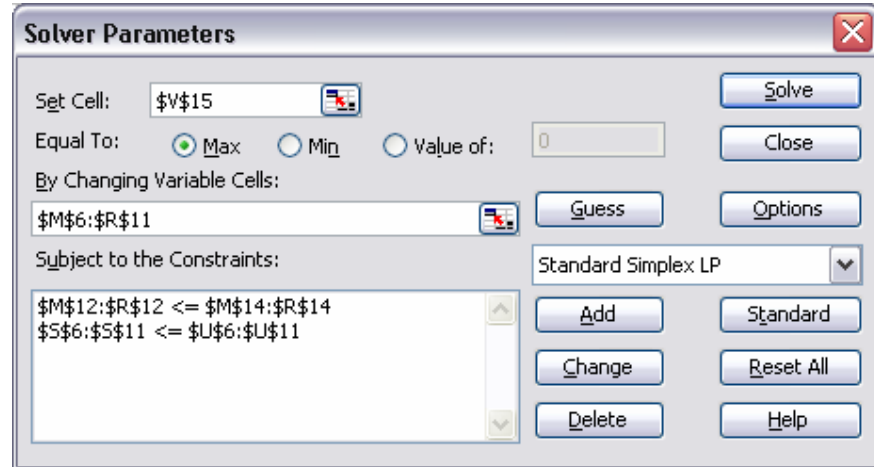 Solver Parameters
Set Cell: $V$15 Solve
Equal To: Max Min Value of: 0 Close
By Changing Variable Cells:
$M$6:$R$11 Guess Options
Subject to the Constraints: Standard Simplex LP
$M$12:$R$12 <= $M$14:$R$14 Add Standard
$S$6:$S$11 <= $U$6:$U$11
Change Reset All
Delete Help